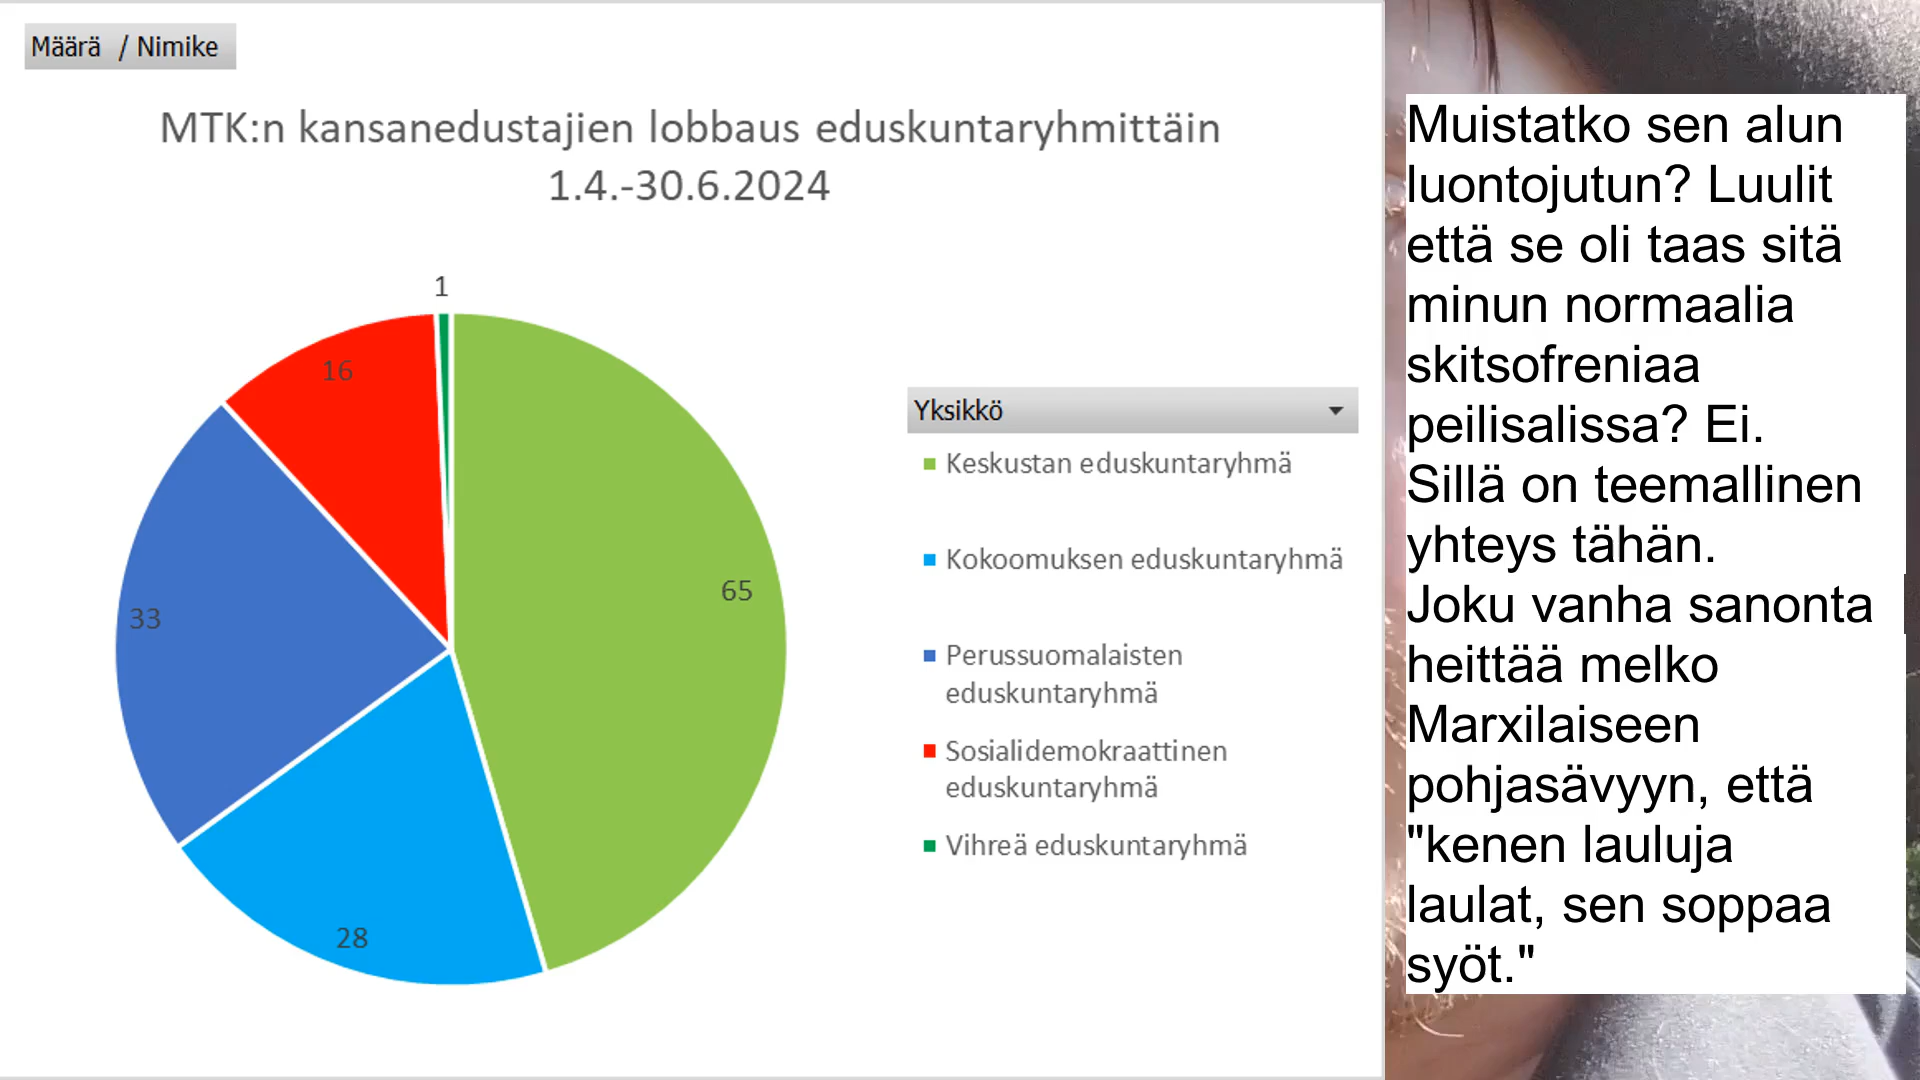 Määrä / Nimike
MTK:n kansanedustajien lobbaus eduskuntaryhmittäin
1.4.-30.6.2024
1
16
65
33
28
Yksikkö
Keskustan eduskuntaryhmä
Kokoomuksen eduskuntaryhmä
Perussuomalaisten
eduskuntaryhmä
Sosialidemokraattinen
eduskuntaryhmä
Vihreä eduskuntaryhmä
Muistatko sen alun
luontojutun? Luulit
että se oli taas sitä
minun normaalia
skitsofreniaa
peilisalissa? Ei.
Sillä on teemallinen
yhteys tähän.
Joku vanha sanonta
heittää melko
Marxilaiseen
pohjasävyyn, että
"kenen lauluja
laulat, sen soppaa
syöt."